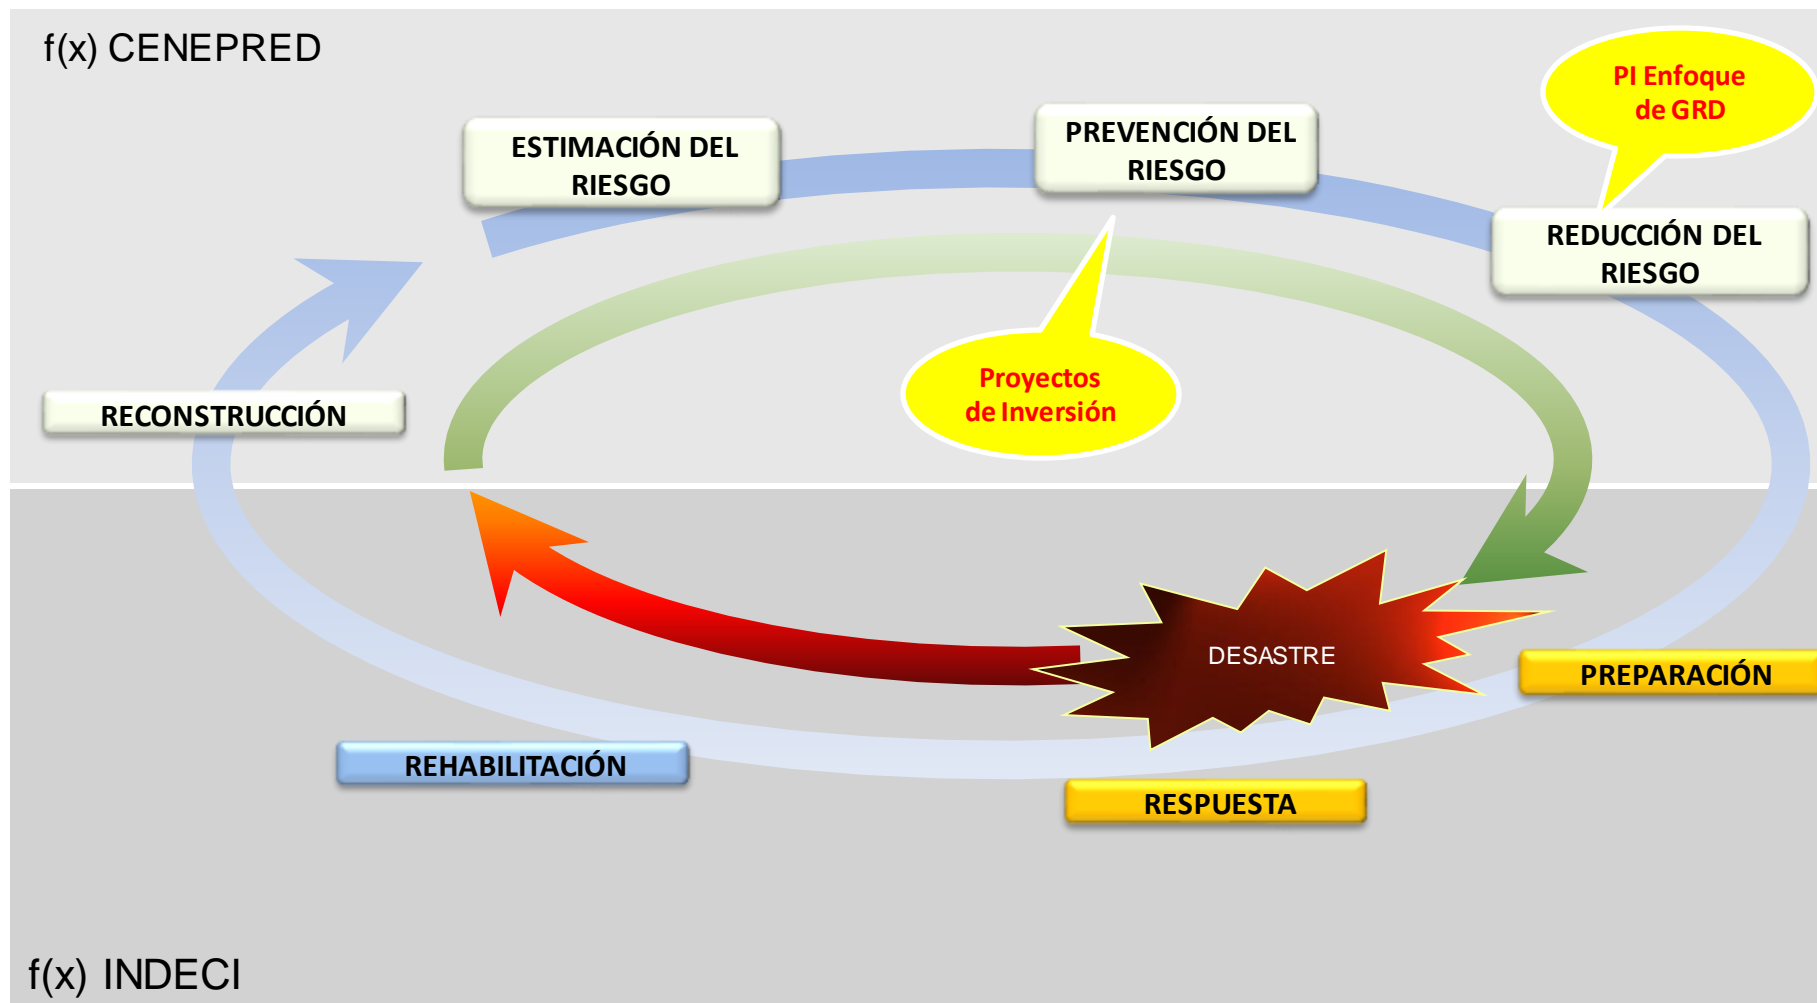 f(x) CENEPRED
PI Enfoque
de GRD
ESTIMACIÓN DEL
RIESGO
PREVENCIÓN DEL
RIESGO
REDUCCIÓN DEL
RIESGO
Proyectos
de Inversión
RECONSTRUCCIÓN
DESASTRE
PREPARACIÓN
REHABILITACIÓN
RESPUESTA
f(x) INDECI